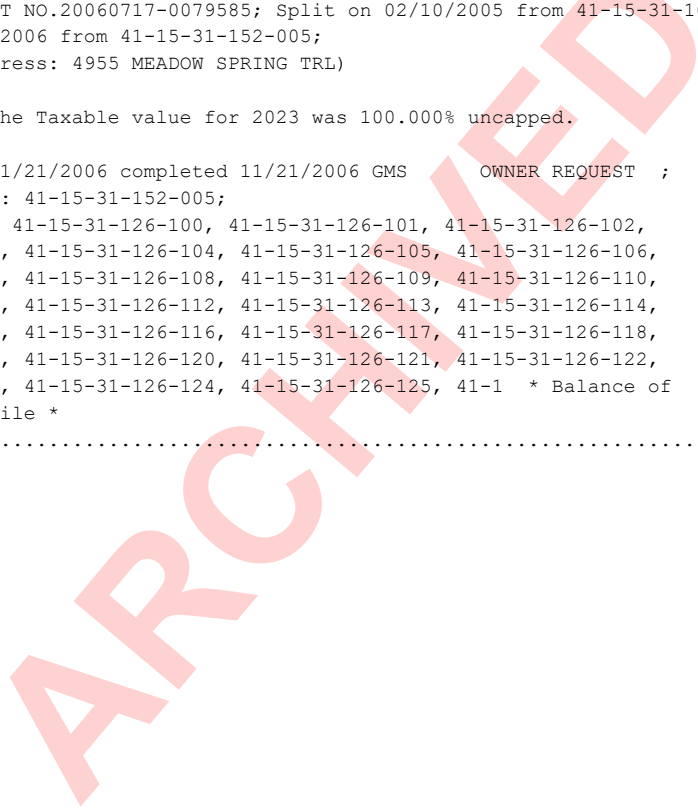 T NO.20060717-0079585; Split on 02/10/2005 from 41-15-31-1
2006 from 41-15-31-152-005;
ress: 4955 MEADOW SPRING TRL)
he Taxable value for 2023 was 100.000% uncapped.
1/21/2006 completed 11/21/2006 GMS OWNER REQUEST ;
: 41-15-31-152-005;
41-15-31-126-100, 41-15-31-126-101, 41-15-31-126-102,
, 41-15-31-126-104, 41-15-31-126-105, 41-15-31-126-106,
, 41-15-31-126-108, 41-15-31-126-109, 41-15-31-126-110,
, 41-15-31-126-112, 41-15-31-126-113, 41-15-31-126-114,
, 41-15-31-126-116, 41-15-31-126-117, 41-15-31-126-118,
, 41-15-31-126-120, 41-15-31-126-121, 41-15-31-126-122,
, 41-15-31-126-124, 41-15-31-126-125, 41-1 * Balance of
ile *
..........................................................
ARCHIVED